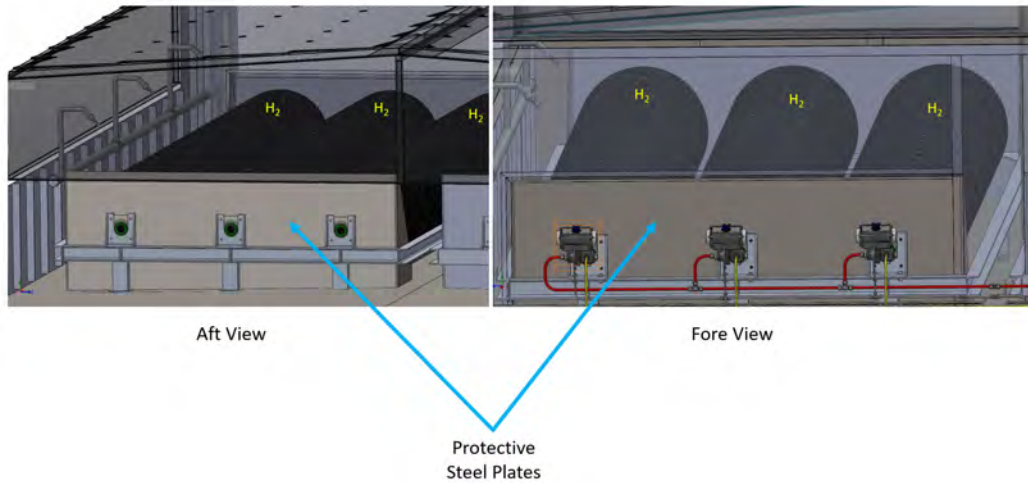 H₂ H₂ H₂
H₂ H₂ H₂
Aft View
Fore View
Protective
Steel Plates